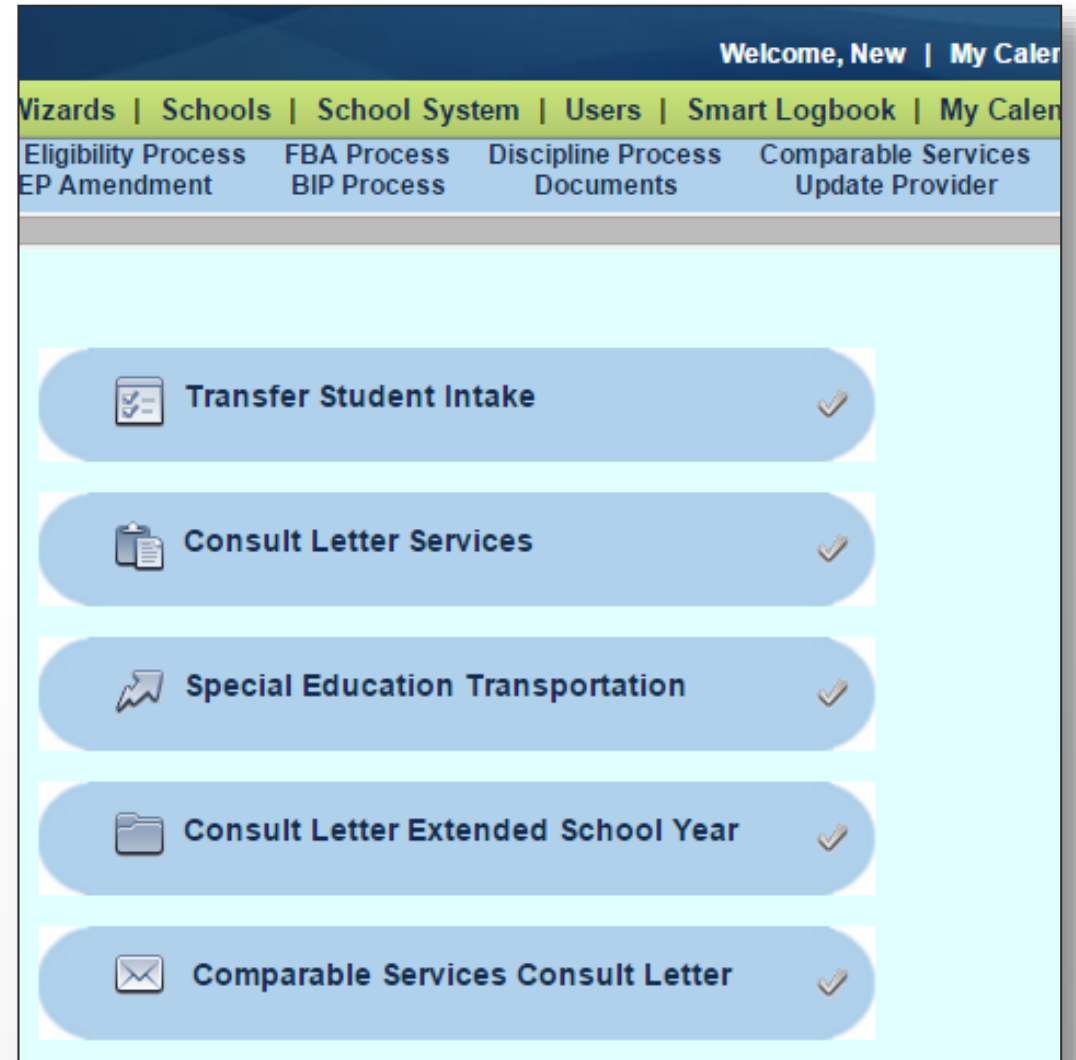 Welcome, New | My Calen
Wizards | Schools | School System | Users | Smart Logbook | My Calen
Eligibility Process FBA Process Discipline Process Comparable Services
EP Amendment BIP Process Documents Update Provider
Transfer Student Intake
Consult Letter Services
Special Education Transportation
Consult Letter Extended School Year
Comparable Services Consult Letter